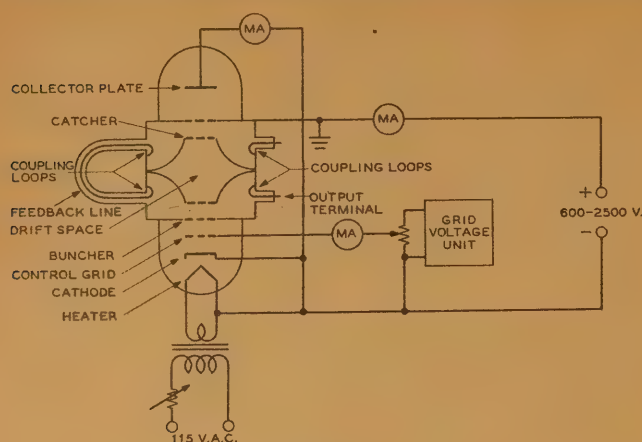 MA
COLLECTOR PLATE
CATCHER
MA
COUPLING
LOOPS
COUPLING LOOPS
FEEDBACK LINE
DRIFT SPACE
OUTPUT
TERMINAL
+
600-2500 V.
-
BUNCHER
MA
GRID
VOLTAGE
UNIT
CONTROL GRID
CATHODE
HEATER
115 V.A.C.